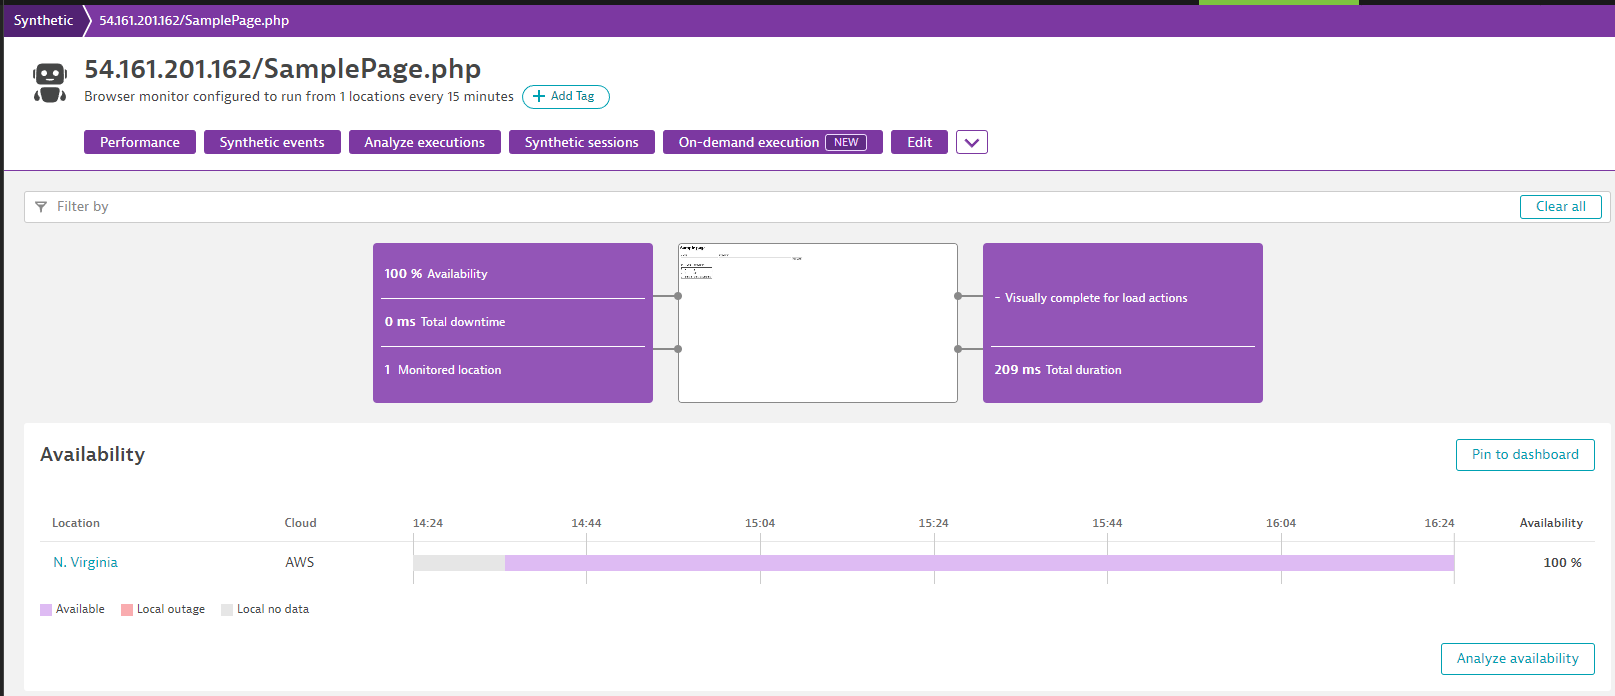 Synthetic 54.161.201.162/SamplePage.php
54.161.201.162/SamplePage.php
Browser monitor configured to run from 1 locations every 15 minutes + Add Tag
Performance Synthetic events Analyze executions Synthetic sessions On-demand execution NEW Edit
Filter by Clear all
100 % Availability
0 ms Total downtime
1 Monitored location
Sample page
- Visually complete for load actions
209 ms Total duration
Availability Pin to dashboard
Location Cloud 14:24 14:44 15:04 15:24 15:44 16:04 16:24 Availability
N. Virginia AWS 100 %
Available Local outage Local no data
Analyze availability